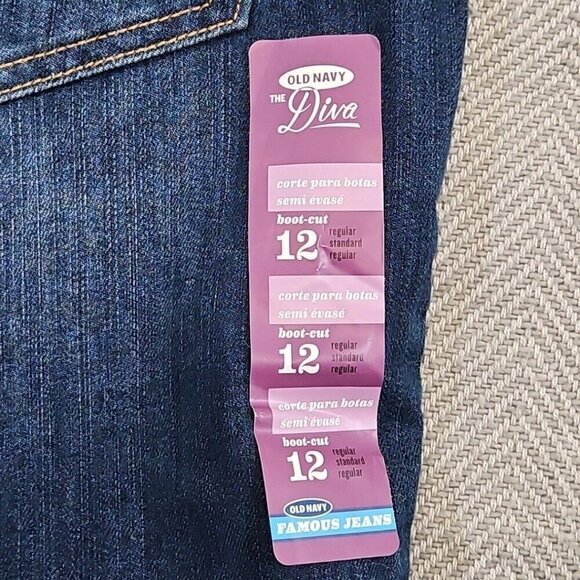 OLD NAVY
THE
Diva
corte para botas
semi évasé
boot-cut
12 regular
standard
regular
corte para botas
semi évasé
boot-cut
12 regular
standard
regular
corte para botas
semi évasé
boot-cut
12 regular
standard
regular
OLD NAVY
FAMOUS JEANS